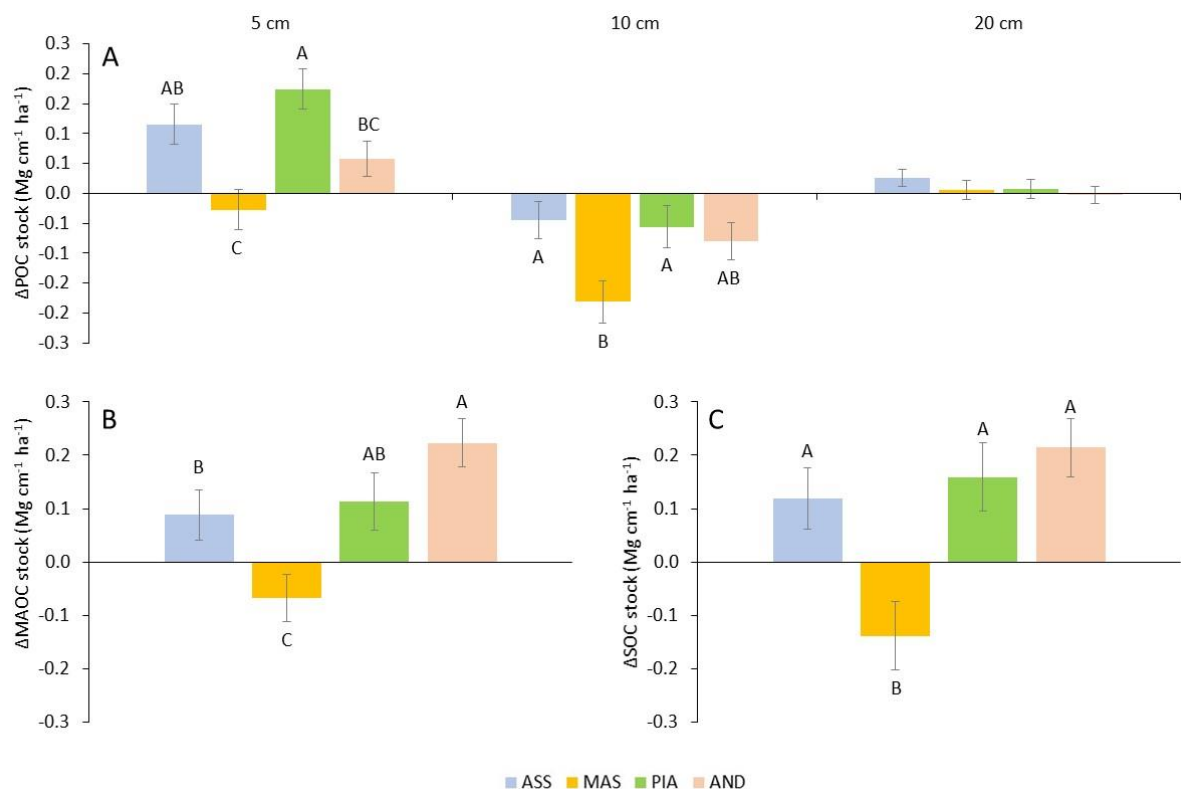 5 cm 10 cm 20 cm
A
ΔPOC stock (Mg cm⁻¹ ha⁻¹)
0.3
0.2
0.2
0.1
0.1
0.0
-0.1
-0.1
-0.2
-0.2
-0.3
AB
C
A
BC
A
B
A
AB
B
ΔMAOC stock (Mg cm⁻¹ ha⁻¹)
0.3
0.2
0.1
0.0
-0.1
-0.2
-0.3
B
C
AB
A
C
ΔSOC stock (Mg cm⁻¹ ha⁻¹)
0.3
0.2
0.1
0.0
-0.1
-0.2
-0.3
A
B
A
A
ASS MAS PIA AND